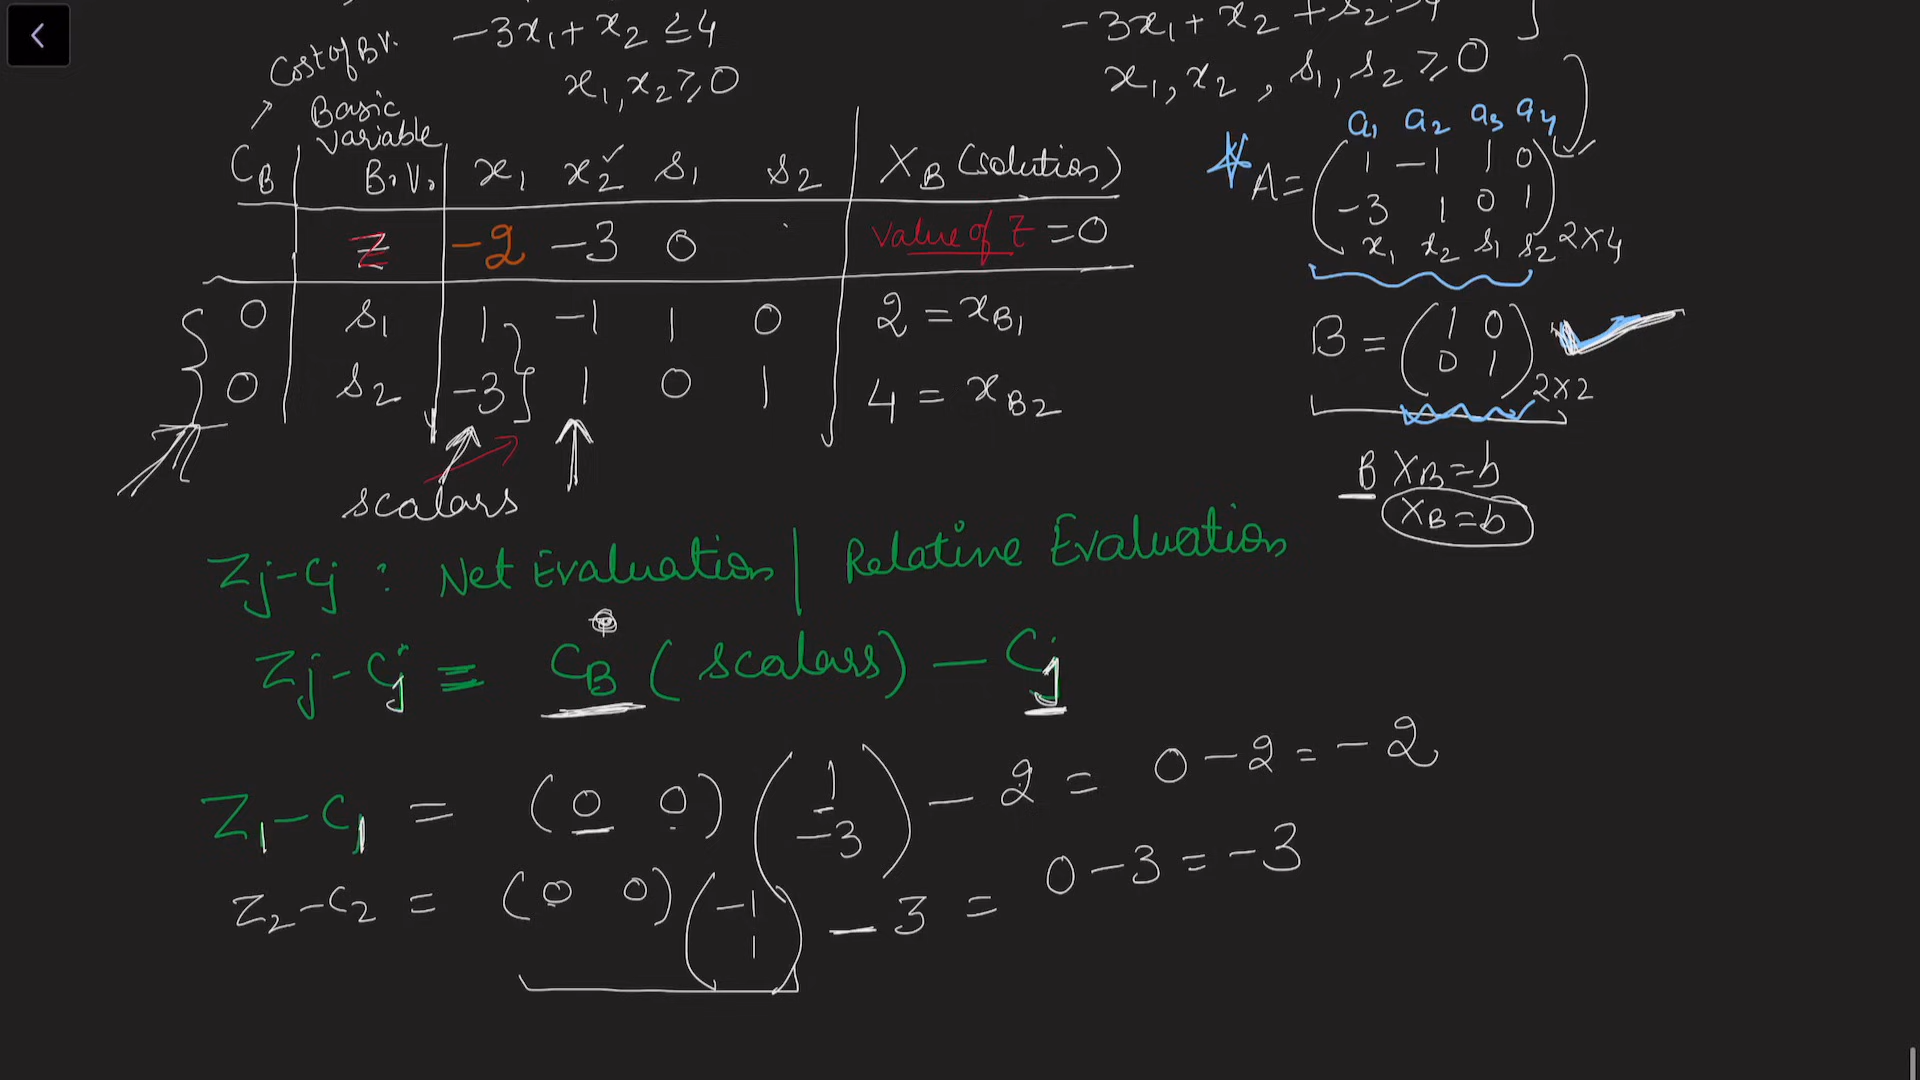 -3x₁+x₂≤4
-3x₁+x₂+s₂=4
Cost of B.V.
x₁,x₂≥0
x₁,x₂, s₁, s₂≥0
Basic variable
a₁ a₂ a₃ a₄
C_B B.V. x₁ x₂✓ s₁ s₂ X_B (solution)
A= (1 -1 1 0
-3 1 0 1) 2×4
x₁ x₂ s₁ s₂
Z -2 -3 0 value of Z =0
0 s₁ 1 -1 1 0 2 = x_B₁
B = (1 0
0 1) 2×2
0 s₂ -3 1 0 1 4 = x_B₂
scalars
B X_B=b
X_B=b
Zj-Cj : Net Evaluation | Relative Evaluation
Zj-Cj ≡ C_B (scalars) - Cj
Z₁-C₁ = (0 0) (1
-3) - 2 = 0-2=-2
Z₂-C₂ = (0 0) (-1
1) - 3 = 0-3=-3